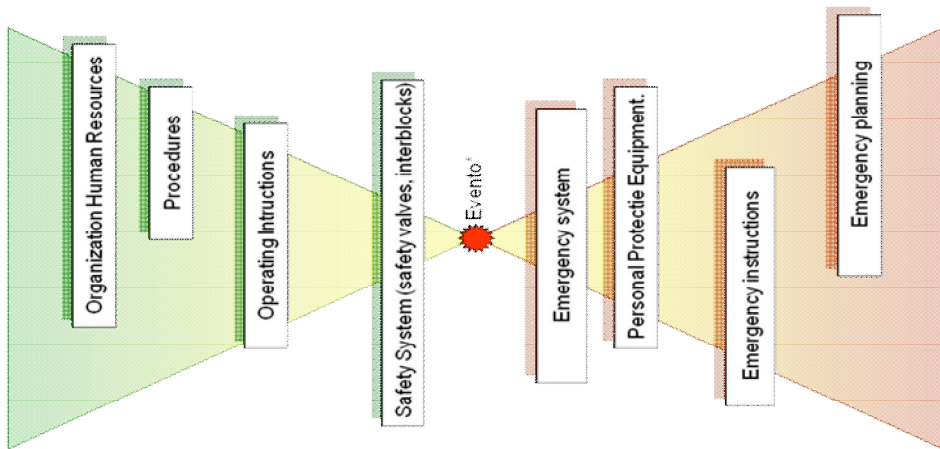 Organization Human Resources
Procedures
Operating Intructions
Safety System (safety valves, interblocks)
Evento*
Emergency system
Personal Protectie Equipment.
Emergency instructions
Emergency planning